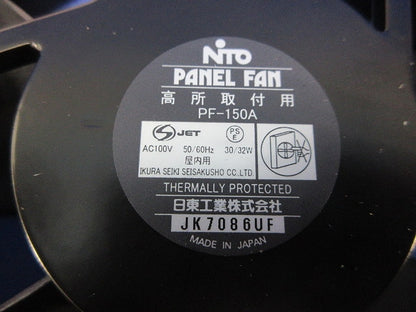 NITO
PANEL FAN
高所取付用
PF-150A
S JET
PS
E
AC100V 50/60Hz 30/32W
屋内用
IKURA SEIKI SEISAKUSHO CO.,LTD.
THERMALLY PROTECTED
日東工業株式会社
JK7086UF
MADE IN JAPAN